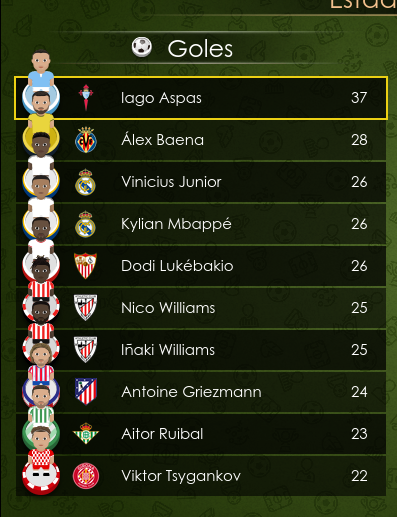 Goles
Iago Aspas 37
Álex Baena 28
Vinicius Junior 26
Kylian Mbappé 26
Dodi Lukébakio 26
Nico Williams 25
Iñaki Williams 25
Antoine Griezmann 24
Aitor Ruibal 23
Viktor Tsygankov 22